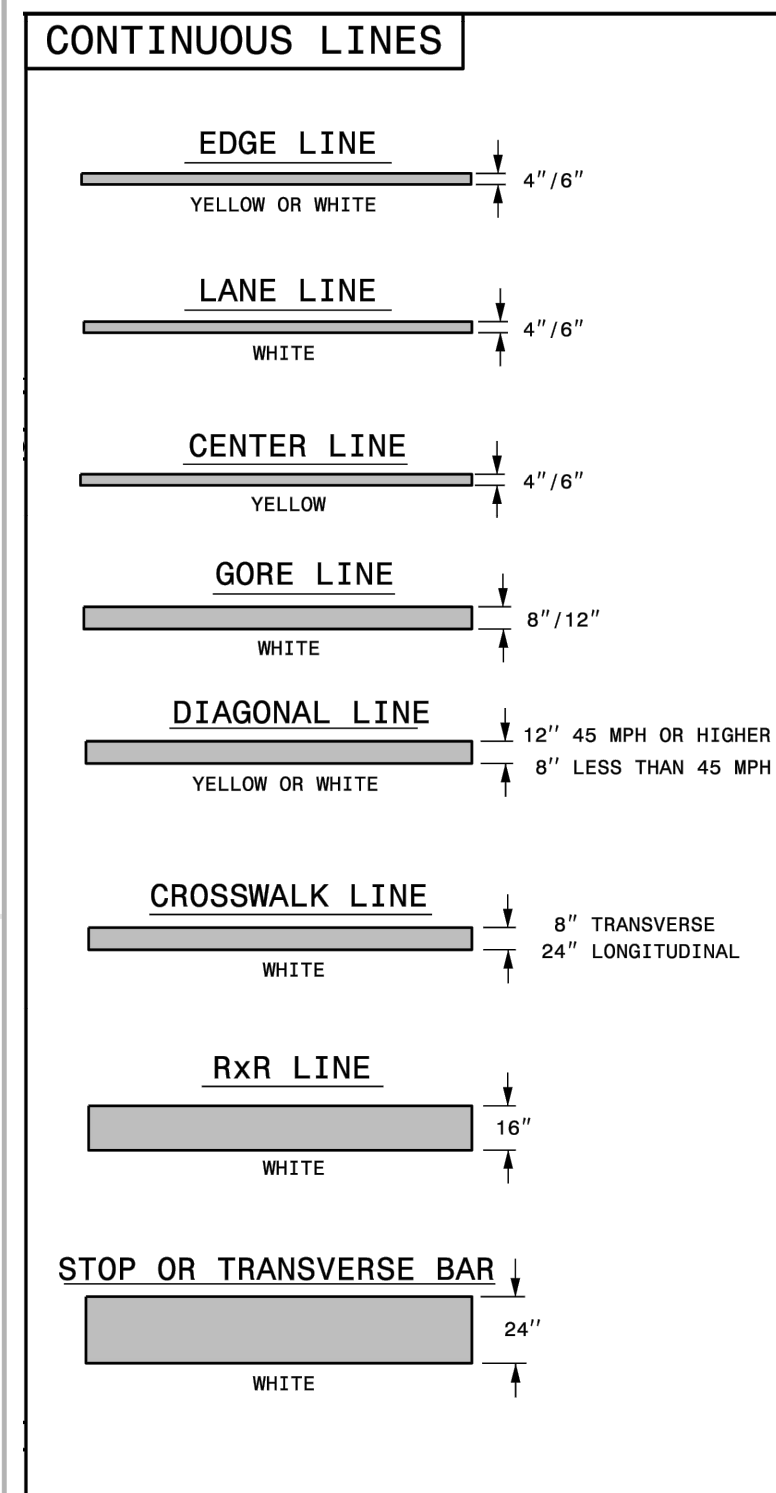 CONTINUOUS LINES
EDGE LINE
4"/6"
YELLOW OR WHITE
LANE LINE
4"/6"
WHITE
CENTER LINE
4"/6"
YELLOW
GORE LINE
8"/12"
WHITE
DIAGONAL LINE
12'' 45 MPH OR HIGHER
8'' LESS THAN 45 MPH
YELLOW OR WHITE
CROSSWALK LINE
8" TRANSVERSE
24" LONGITUDINAL
WHITE
RxR LINE
16"
WHITE
STOP OR TRANSVERSE BAR
24''
WHITE